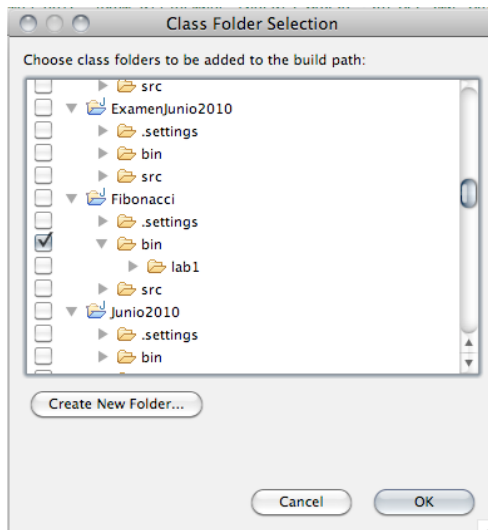 Class Folder Selection
Choose class folders to be added to the build path:
src
ExamenJunio2010
.settings
bin
src
Fibonacci
.settings
bin
lab1
src
Junio2010
.settings
bin
Create New Folder...
Cancel
OK